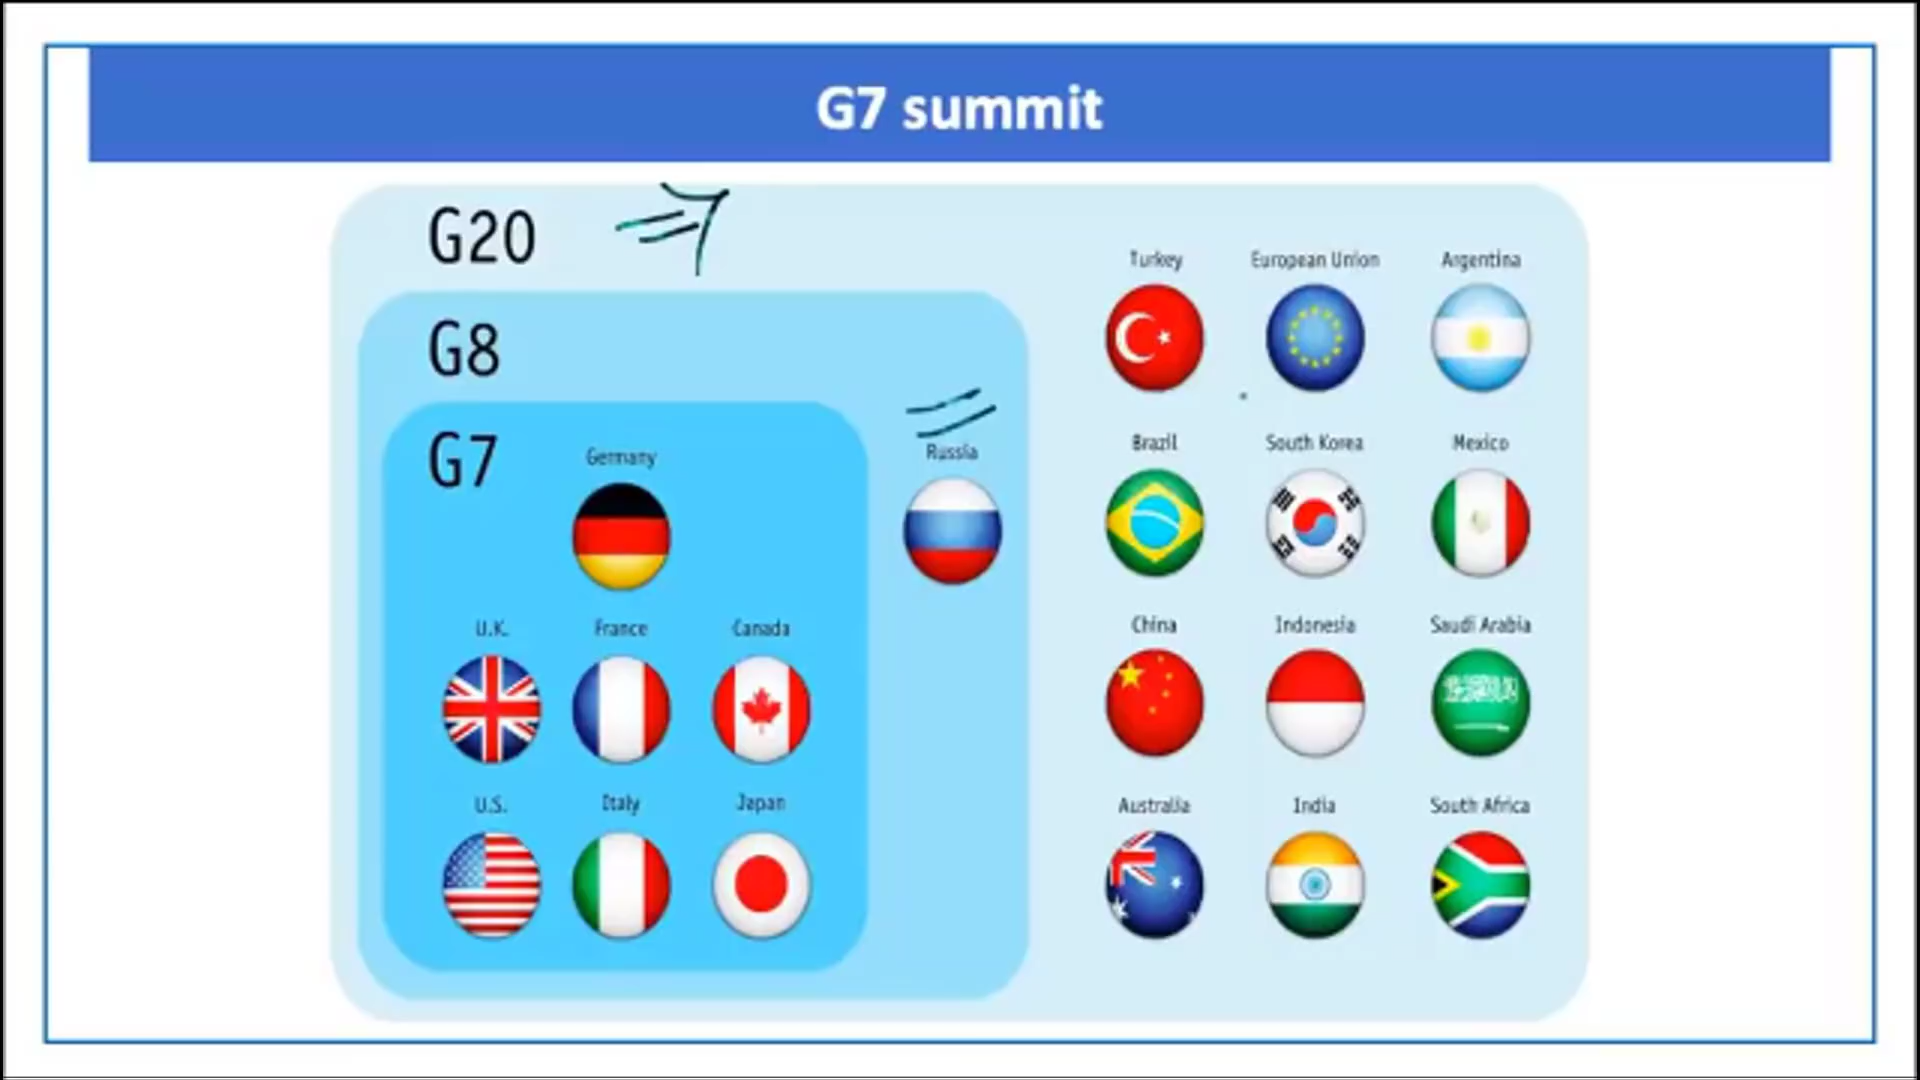 G7 summit
G20
Turkey European Union Argentina
G8
G7
Germany
Russia
Brazil South Korea Mexico
U.K. France Canada
China Indonesia Saudi Arabia
U.S. Italy Japan
Australia India South Africa